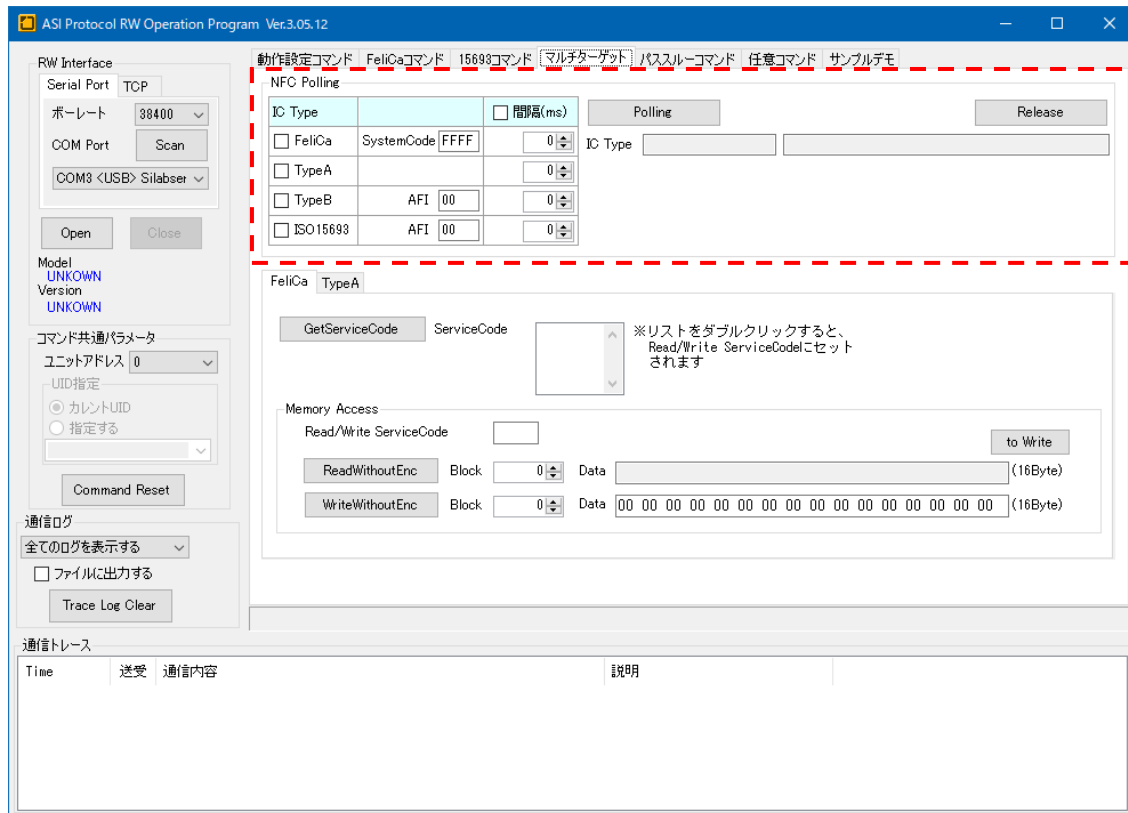 ASI Protocol RW Operation Program Ver.3.05.12
RW Interface
Serial Port TCP
ボーレート 38400
COM Port Scan
COM3 <USB> Silabser
Open Close
Model
UNKOWN
Version
UNKOWN
コマンド共通パラメータ
ユニットアドレス 0
UID指定
カレントUID
指定する
Command Reset
通信ログ
全てのログを表示する
ファイルに出力する
Trace Log Clear
動作設定コマンド FeliCaコマンド 15693コマンド マルチターゲット パススルーコマンド 任意コマンド サンプルデモ
NFC Polling
IC Type 間隔(ms) Polling Release
FeliCa SystemCode FFFF 0 IC Type
TypeA 0
TypeB AFI 00 0
ISO15693 AFI 00 0
FeliCa TypeA
GetServiceCode ServiceCode ※リストをダブルクリックすると、
Read/Write ServiceCodeにセット
されます
Memory Access
Read/Write ServiceCode to Write
ReadWithoutEnc Block 0 Data (16Byte)
WriteWithoutEnc Block 0 Data 00 00 00 00 00 00 00 00 00 00 00 00 00 00 00 00 (16Byte)
通信トレース
Time 送受 通信内容 説明